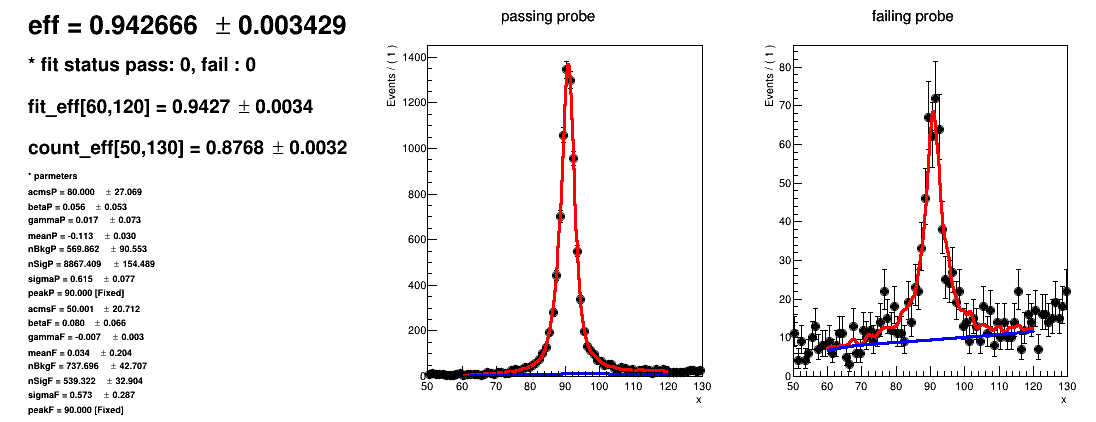 eff = 0.942666 ± 0.003429
* fit status pass: 0, fail : 0
fit_eff[60,120] = 0.9427 ± 0.0034
count_eff[50,130] = 0.8768 ± 0.0032
* parmeters
acmsP = 80.000 ± 27.069
betaP = 0.056 ± 0.053
gammaP = 0.017 ± 0.073
meanP = -0.113 ± 0.030
nBkgP = 569.862 ± 90.553
nSigP = 8867.409 ± 154.489
sigmaP = 0.615 ± 0.077
peakP = 90.000 [Fixed]
acmsF = 50.001 ± 20.712
betaF = 0.080 ± 0.066
gammaF = -0.007 ± 0.003
meanF = 0.034 ± 0.204
nBkgF = 737.696 ± 42.707
nSigF = 539.322 ± 32.904
sigmaF = 0.573 ± 0.287
peakF = 90.000 [Fixed]
passing probe
Events / ( 1 )
1400
1200
1000
800
600
400
200
0
50 60 70 80 90 100 110 120 130
x
failing probe
Events / ( 1 )
80
70
60
50
40
30
20
10
0
50 60 70 80 90 100 110 120 130
x